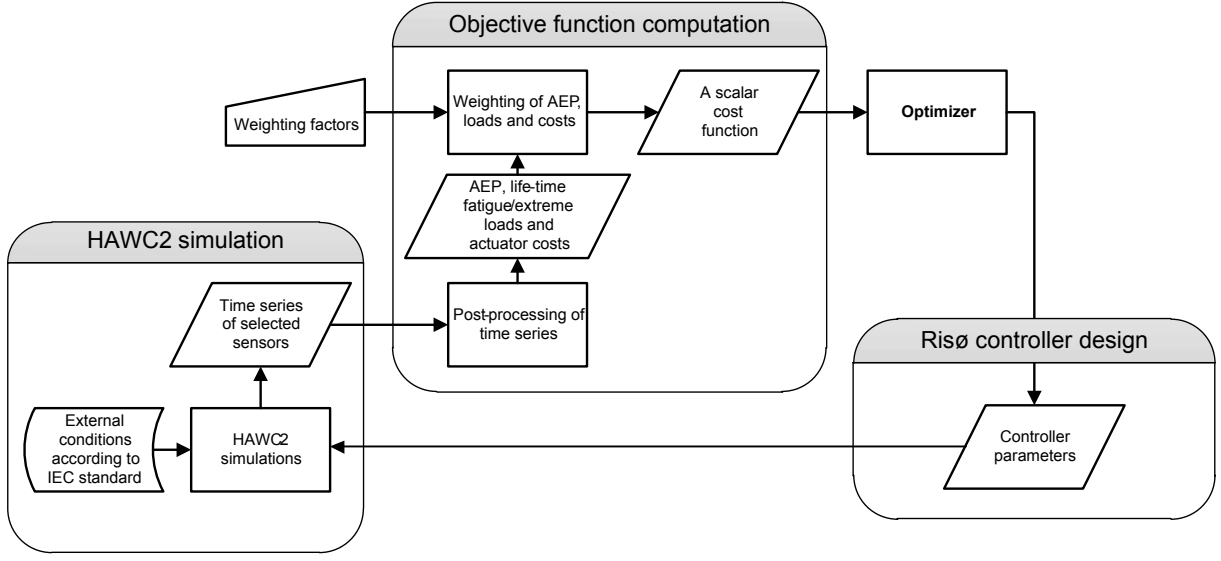 Objective function computation
Weighting factors
Weighting of AEP,
loads and costs
A scalar
cost
function
Optimizer
AEP, life-time
fatigue/extreme
loads and
actuator costs
Post-processing of
time series
HAWC2 simulation
Time series
of selected
sensors
External
conditions
according to
IEC standard
HAWC2
simulations
Risø controller design
Controller
parameters